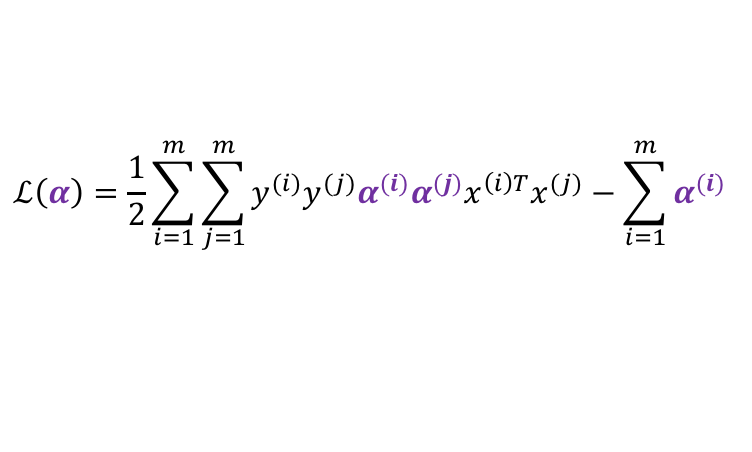 ℒ(α) = 1/2 ∑_{i=1}^{m} ∑_{j=1}^{m} y^{(i)} y^{(j)} α^{(i)} α^{(j)} x^{(i)T} x^{(j)} − ∑_{i=1}^{m} α^{(i)}